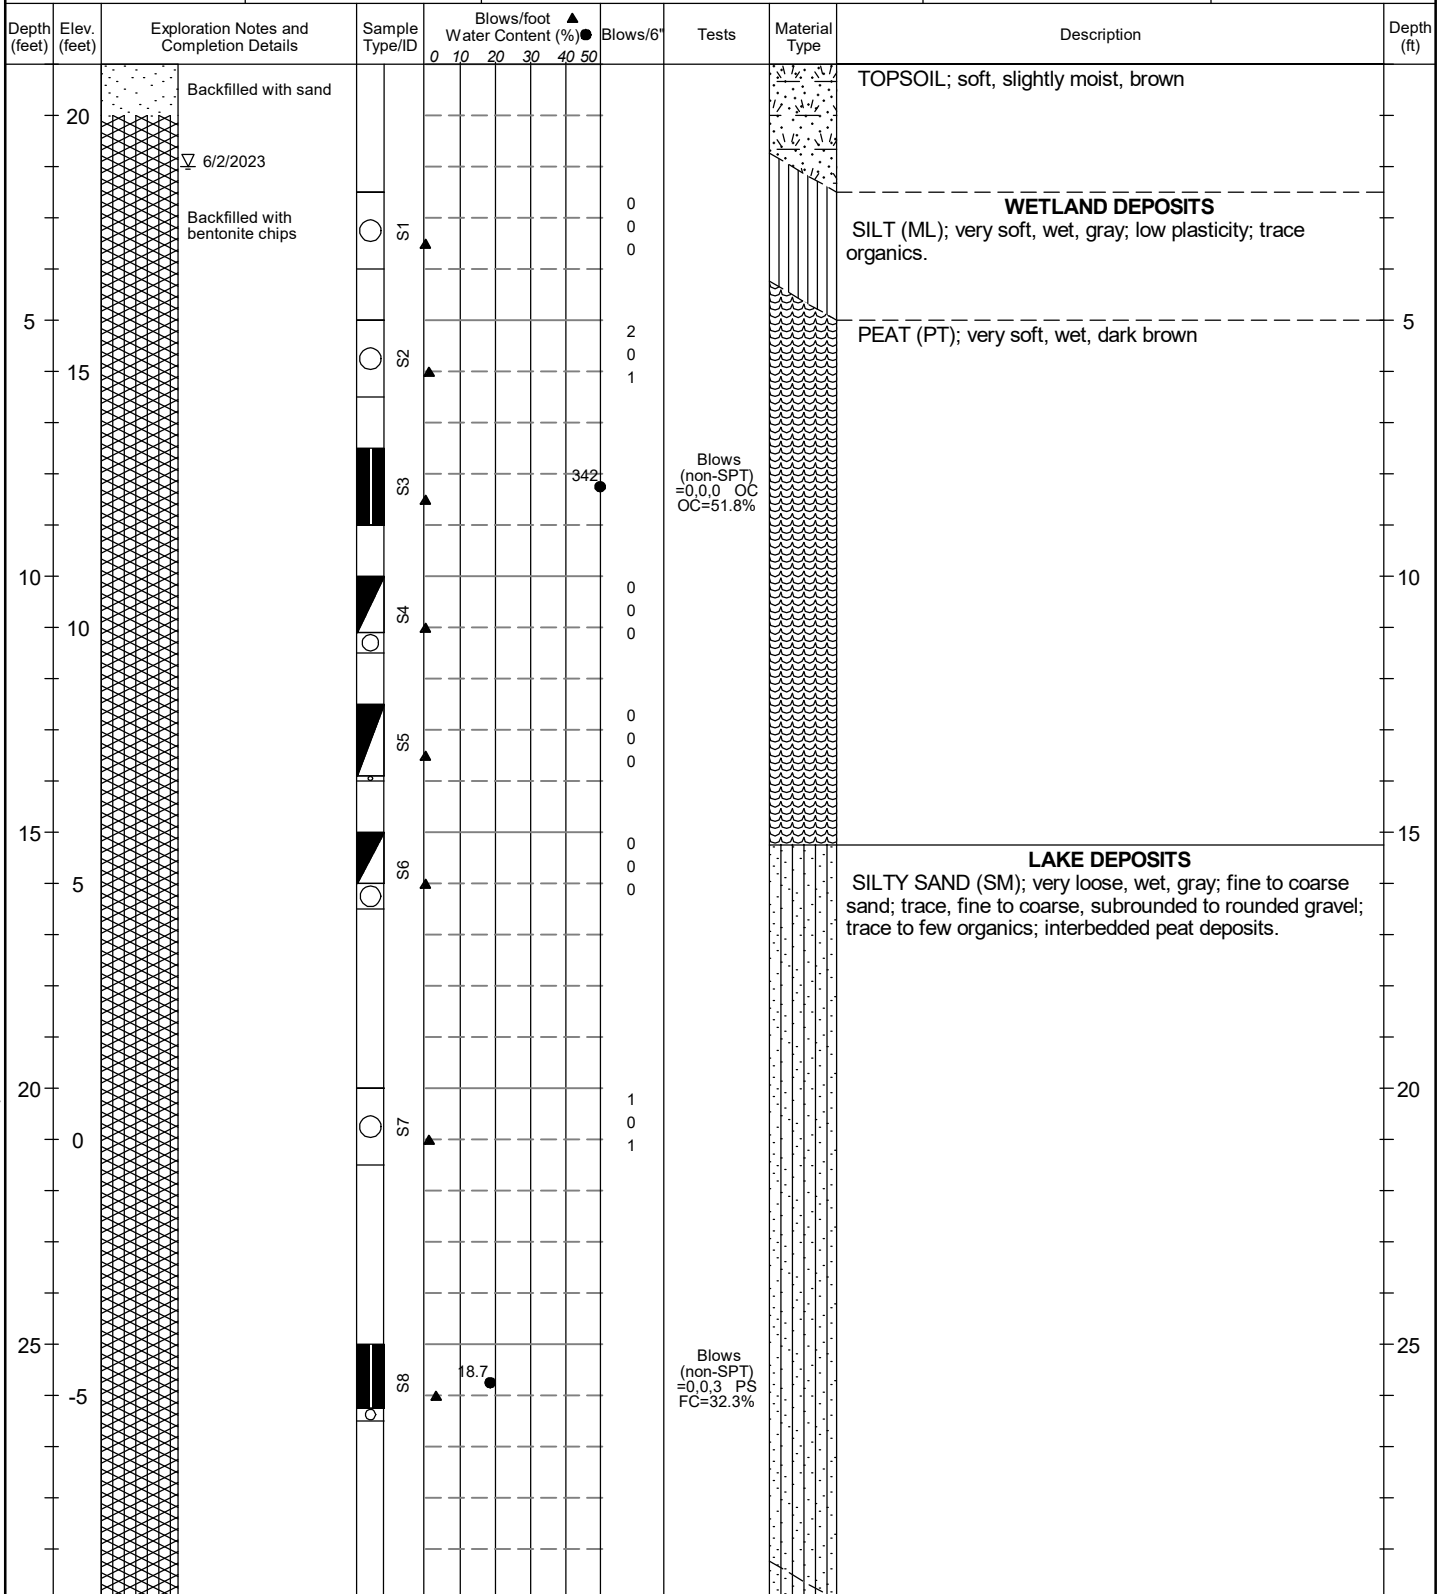 Depth (feet)
Elev. (feet)
Exploration Notes and Completion Details
Sample Type/ID
Blows/foot ▲
Water Content (%)●
0 10 20 30 40 50
Blows/6"
Tests
Material Type
Description
Depth (ft)
Backfilled with sand
TOPSOIL; soft, slightly moist, brown
20
6/2/2023
Backfilled with
bentonite chips
S1
0
0
0
WETLAND DEPOSITS
SILT (ML); very soft, wet, gray; low plasticity; trace
organics.
5
5
S2
2
0
1
PEAT (PT); very soft, wet, dark brown
15
S3
342
Blows
(non-SPT)
=0,0,0 OC
OC=51.8%
10
10
10
S4
0
0
0
S5
0
0
0
15
15
S6
0
0
0
LAKE DEPOSITS
SILTY SAND (SM); very loose, wet, gray; fine to coarse
sand; trace, fine to coarse, subrounded to rounded gravel;
trace to few organics; interbedded peat deposits.
5
20
20
S7
1
0
1
0
25
25
S8
18.7
Blows
(non-SPT)
=0,0,3 PS
FC=32.3%
-5